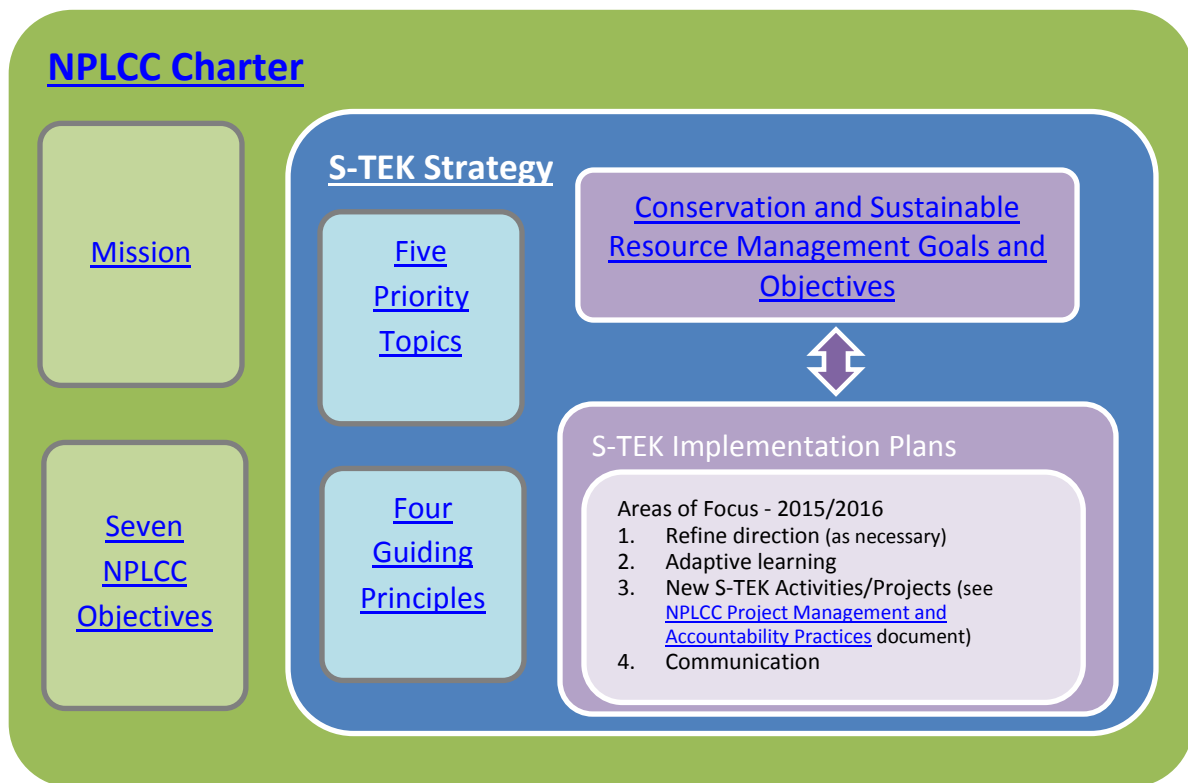 NPLCC Charter
Mission
Seven
NPLCC
Objectives
S-TEK Strategy
Five
Priority
Topics
Four
Guiding
Principles
Conservation and Sustainable
Resource Management Goals and
Objectives
S-TEK Implementation Plans
Areas of Focus - 2015/2016
1. Refine direction (as necessary)
2. Adaptive learning
3. New S-TEK Activities/Projects (see
NPLCC Project Management and
Accountability Practices document)
4. Communication